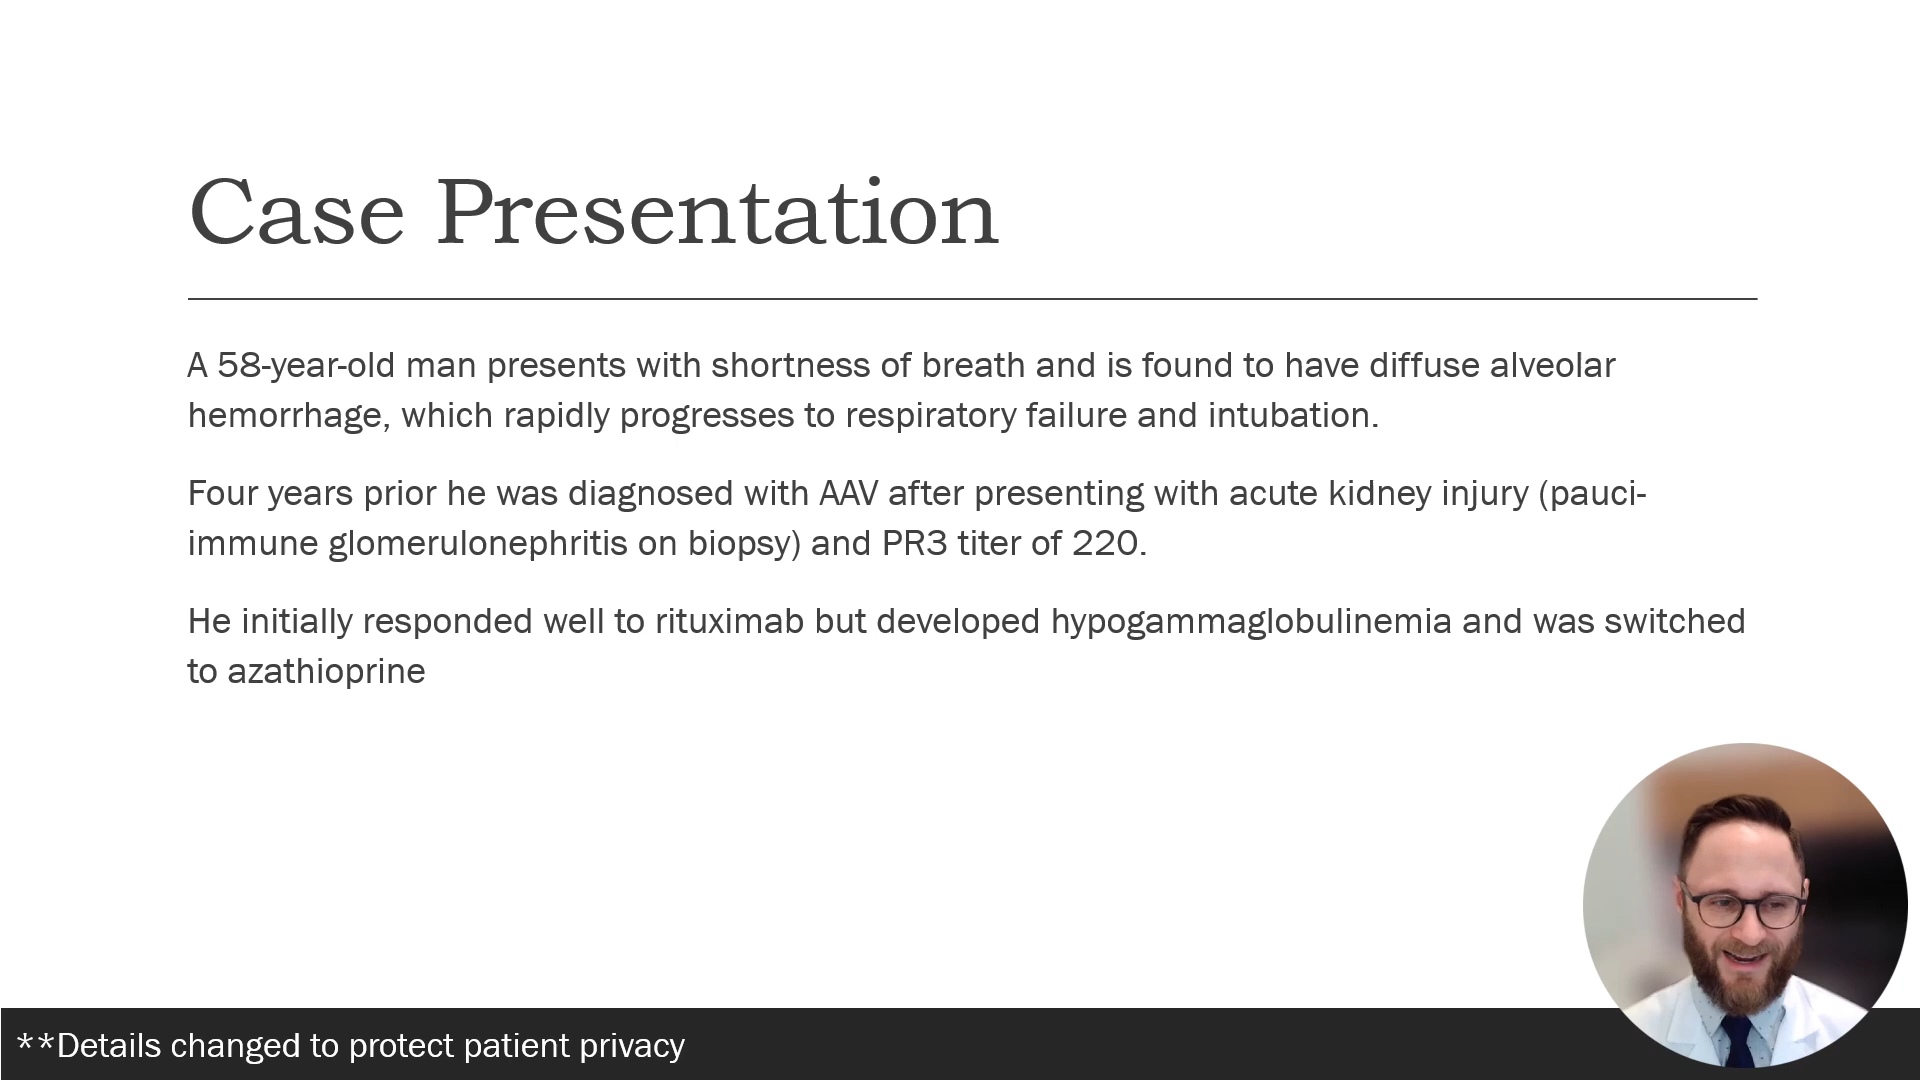 Case Presentation
A 58-year-old man presents with shortness of breath and is found to have diffuse alveolar
hemorrhage, which rapidly progresses to respiratory failure and intubation.
Four years prior he was diagnosed with AAV after presenting with acute kidney injury (pauci-
immune glomerulonephritis on biopsy) and PR3 titer of 220.
He initially responded well to rituximab but developed hypogammaglobulinemia and was switched
to azathioprine
**Details changed to protect patient privacy